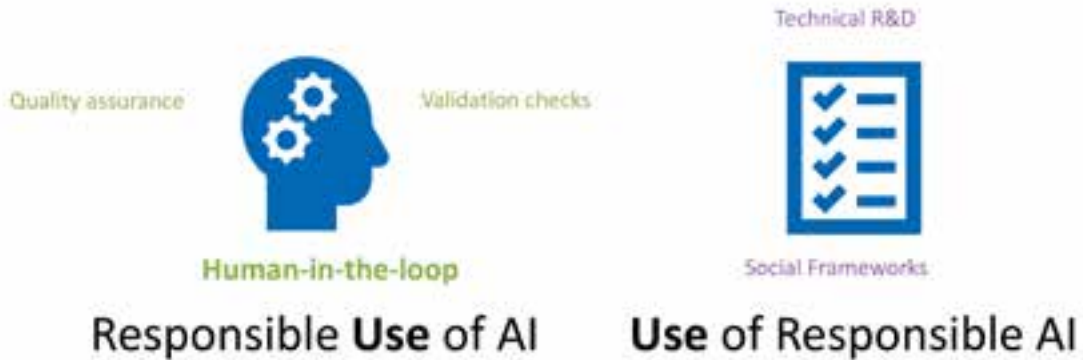 Technical R&D
Quality assurance
Validation checks
Human-in-the-loop
Social Frameworks
Responsible Use of AI
Use of Responsible AI